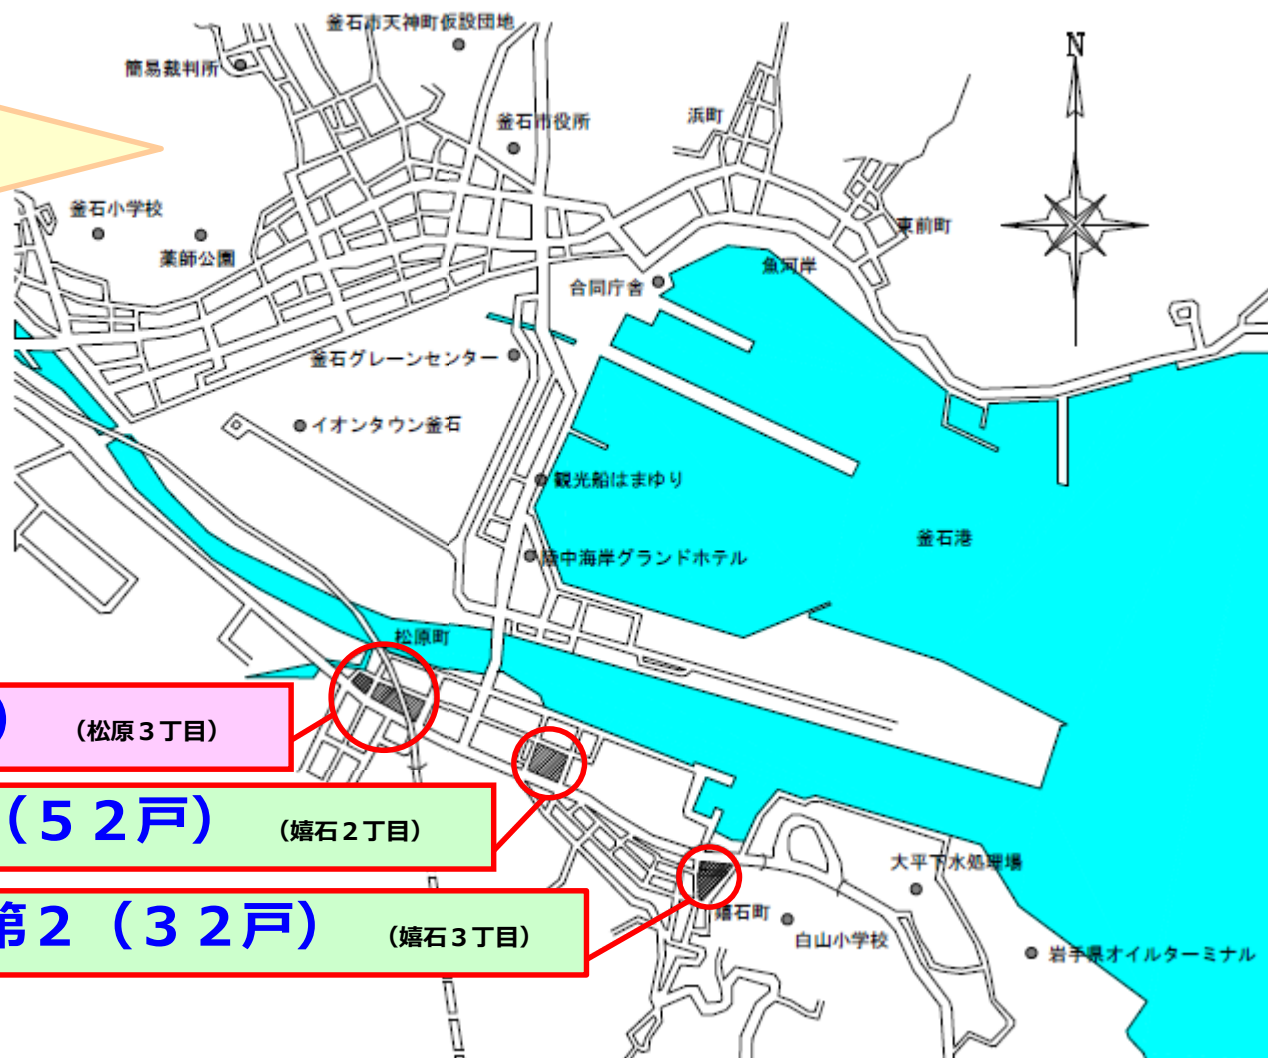 釜石市天神町仮設団地
N
簡易裁判所
釜石市役所
浜町
釜石小学校
東前町
薬師公園
魚河岸
合同庁舎
釜石グレーンセンター
イオンタウン釜石
観光船はまゆり
釜石港
陸中海岸グランドホテル
松原町
） （松原３丁目）
（５２戸） （嬉石２丁目）
大平下水処理場
嬉石町
第２（３２戸） （嬉石３丁目）
白山小学校
岩手県オイルターミナル